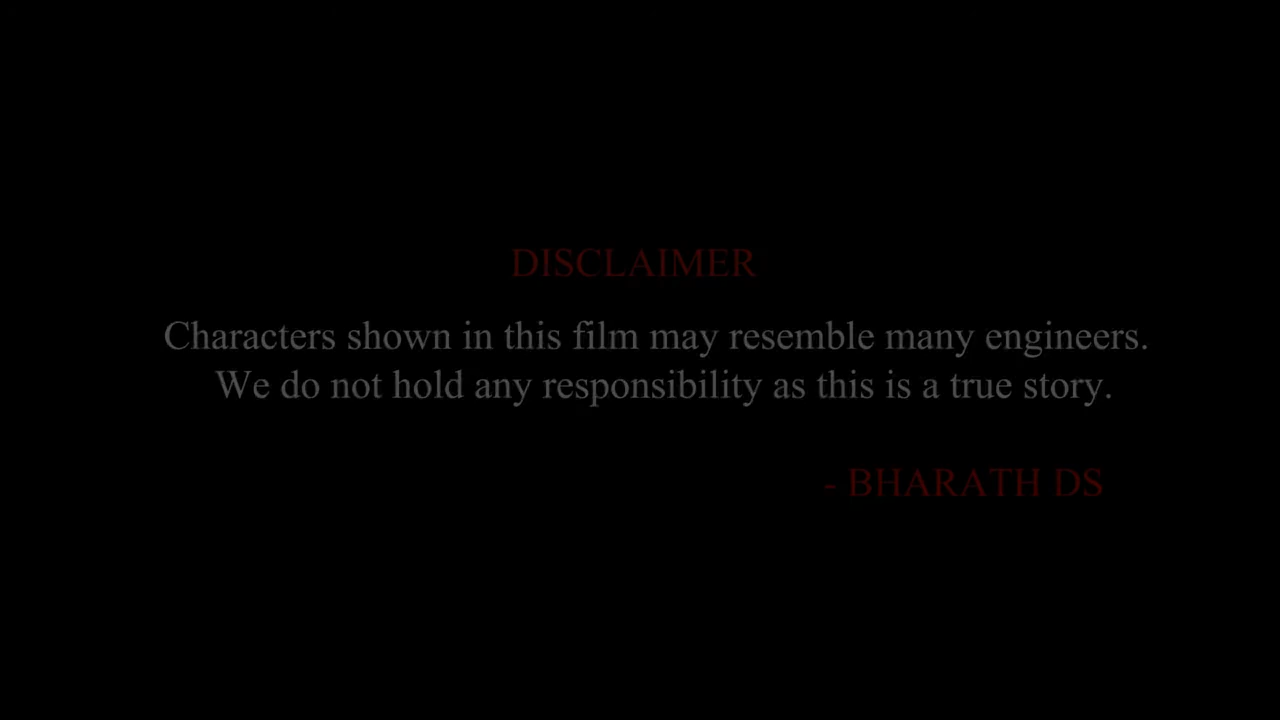 DISCLAIMER
Characters shown in this film may resemble many engineers.
We do not hold any responsibility as this is a true story.
- BHARATH DS